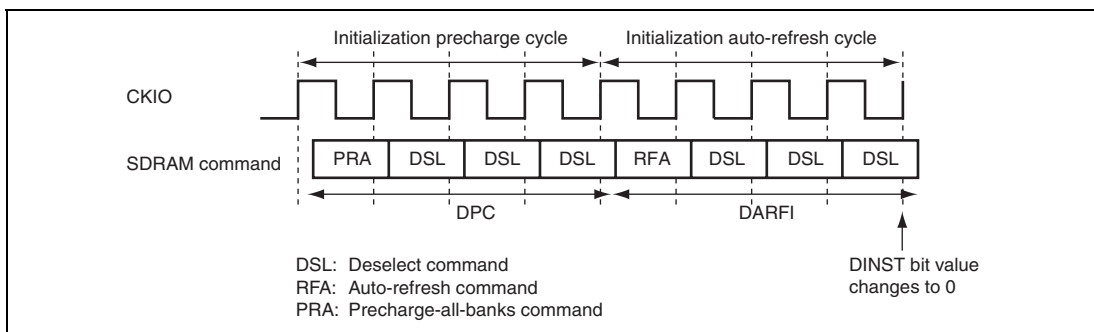 Initialization precharge cycle Initialization auto-refresh cycle
CKIO
SDRAM command PRA DSL DSL DSL RFA DSL DSL DSL
DPC DARFI
DSL: Deselect command
RFA: Auto-refresh command
PRA: Precharge-all-banks command
DINST bit value
changes to 0